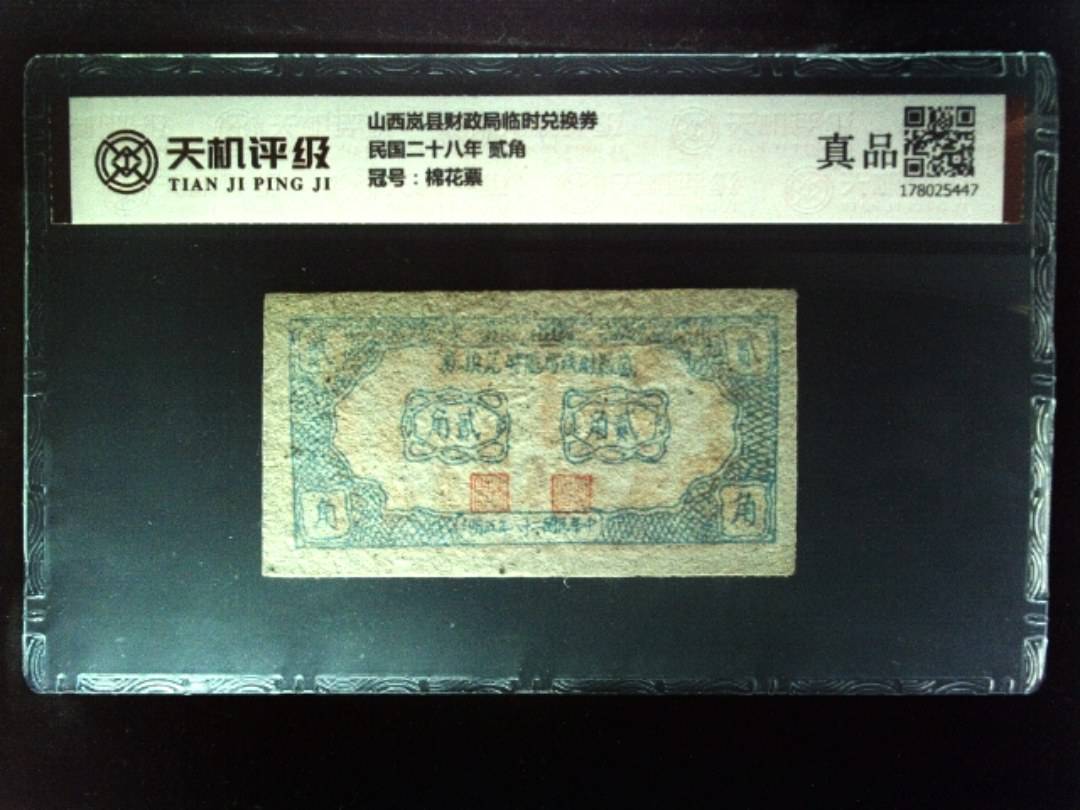 天机评级
TIAN JI PING JI
山西岚县财政局临时兑换券
民国二十八年 贰角
冠号：棉花票
真品
178025447
贰
贰
角贰
角贰
角
角